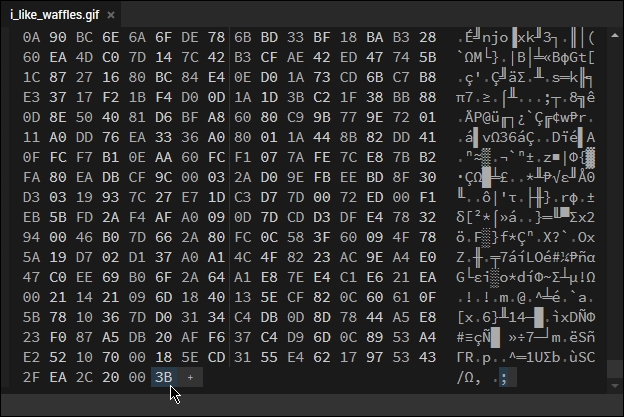 i_like_waffles.gif ×
0A 90 BC 6E 6A 6F DE 78 6B BD 33 BF 18 BA B3 28 .É╝njo▐xk╜3┐.║│(
60 EA 4D C0 7D 14 7C 42 B3 CF AE 42 ED 47 74 5B `ΩM└}.|B│╧«BφGt[
1C 87 27 16 80 BC 84 E4 0E D0 1A 73 CD 6B C7 B8 .ç'.Ç╝äΣ.╨.s═k╟╕
E3 37 17 F2 1B F4 D0 0D 1A 1D 3B C2 1F 38 BB 88 π7.≥.⌠╨...;┬.8╗ê
0D 8E 50 40 81 D6 BF A8 60 80 C9 9B 77 9E 72 01 .ÄP@ü╓┐¿`Ç╔¢w₧r.
11 A0 DD 76 EA 33 36 A0 80 01 1A 44 8B 82 DD 41 .á▌vΩ36áÇ..Dïé▌A
0F FC F7 B1 0E AA 60 FC F1 07 7A FE 7C E8 7B B2 .ⁿ≈▒.¬`ⁿ±.z■|Φ{▓
FA 80 EA DB CF 9C 00 03 2A D0 9E FB EE BD 8F 30 ·ÇΩ█╧£..*╨₧√ε╜Å0
D3 03 19 93 7C 27 E7 1D C3 D7 7D 00 72 ED 00 F1 ╙..ô|'τ.├╫}.rφ.±
EB 5B FD 2A F4 AF A0 09 0D 7D CD D3 DF E4 78 32 δ[²*⌠»á..}═╙▀Σx2
94 00 46 B0 7D 66 2A 80 FC 0C 58 3F 60 09 4F 78 ö.F░}f*Çⁿ.X?`.Ox
5A 19 D7 02 D1 37 A0 A1 4C 4F 82 23 AC 9E A4 E0 Z.╫.╤7áíLOé#¼₧ñα
47 C0 EE 69 B0 6F 2A 64 A1 E8 7E E4 C1 E6 21 EA G└εi░o*díΦ~Σ┴µ!Ω
00 21 14 21 09 6D 18 40 13 5E CF 82 0C 60 61 0F .!.!.m.@.^╧é.`a.
5B 78 10 36 7D D0 31 34 C4 DB 0D 8D 78 44 A5 E8 [x.6}╨14─█.ìxDÑΦ
23 F0 87 A5 DB 20 AF F6 37 C4 D9 6D 0C 89 53 A4 #≡çÑ█ »÷7─┘m.ëSñ
E2 52 10 70 00 18 5E CD 31 55 E4 62 17 97 53 43 ΓR.p..^═1UΣb.ùSC
2F EA 2C 20 00 3B + /Ω, .;